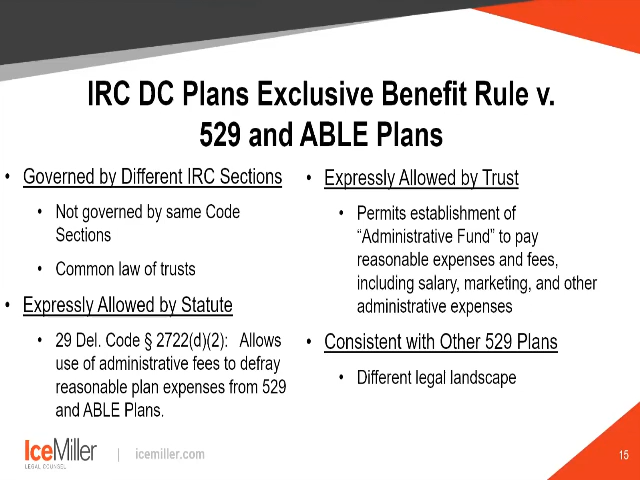 IRC DC Plans Exclusive Benefit Rule v.
529 and ABLE Plans
• Governed by Different IRC Sections
• Not governed by same Code
Sections
• Common law of trusts
• Expressly Allowed by Statute
• 29 Del. Code § 2722(d)(2): Allows
use of administrative fees to defray
reasonable plan expenses from 529
and ABLE Plans.
• Expressly Allowed by Trust
• Permits establishment of
“Administrative Fund” to pay
reasonable expenses and fees,
including salary, marketing, and other
administrative expenses
• Consistent with Other 529 Plans
• Different legal landscape
IceMiller
LEGAL COUNSEL
| icemiller.com
15